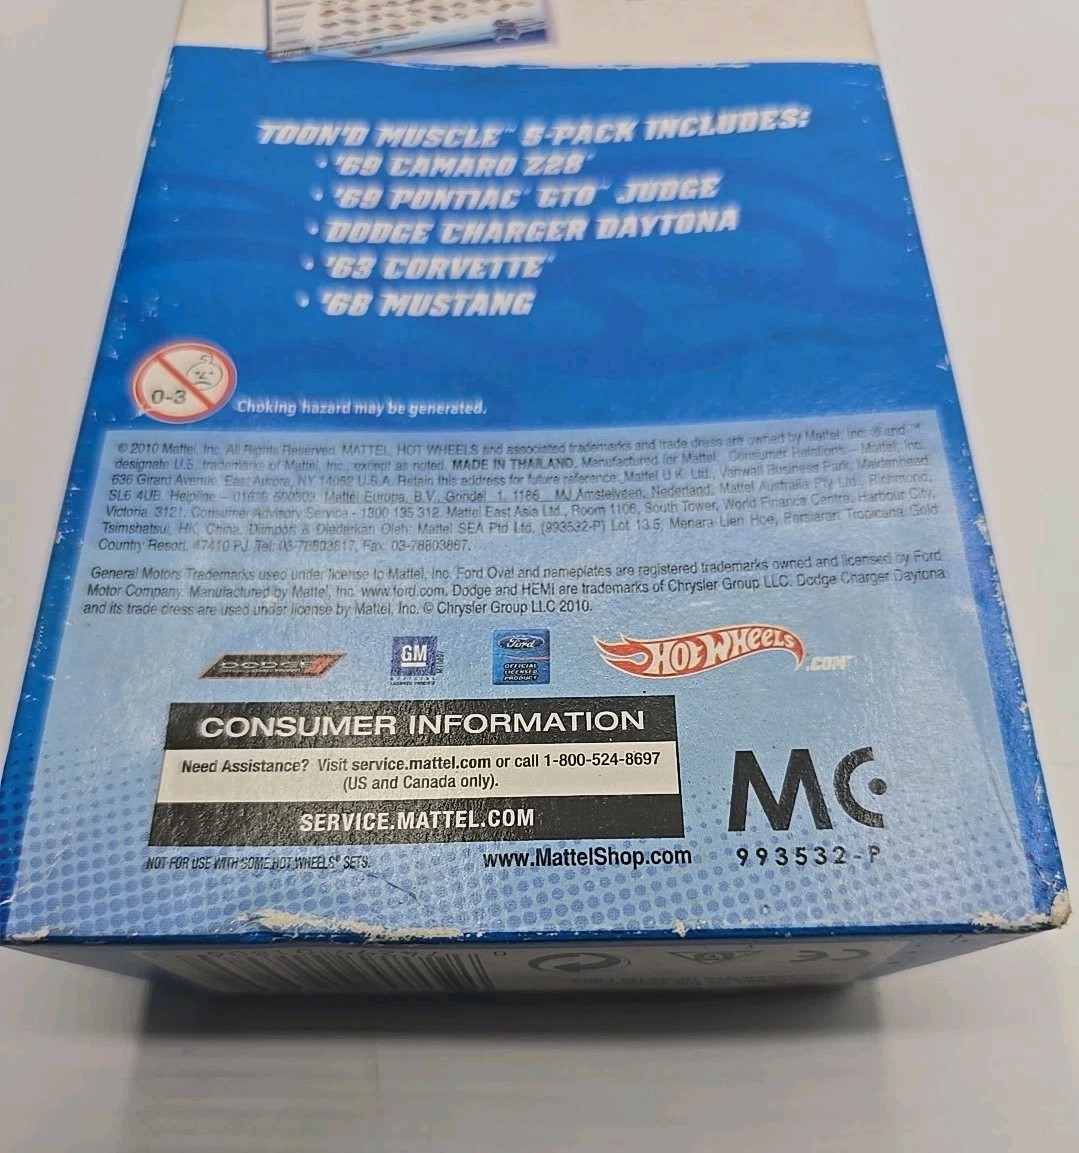 TOON'D MUSCLE™ 5-PACK INCLUDES:
• '69 CAMARO Z28®
• '69 PONTIAC® GTO™ JUDGE
• DODGE CHARGER DAYTONA
• '63 CORVETTE®
• '68 MUSTANG
0-3
Choking hazard may be generated.
© 2010 Mattel, Inc. All Rights Reserved. MATTEL, HOT WHEELS and associated trademarks and trade dress are owned by Mattel, Inc. ® and ™
designate U.S. trademarks of Mattel, Inc., except as noted. MADE IN THAILAND. Manufactured for Mattel. Consumer Relations – Mattel, Inc.
636 Girard Avenue, East Aurora, NY 14052 U.S.A. Retain this address for future reference: Mattel U.K. Ltd., Vanwall Business Park, Maidenhead
SL6 4UB. Helpline – 01628 500303. Mattel Europa, B.V., Gondel 1, 1186 MJ Amstelveen, Nederland. Mattel Australia Pty Ltd., Richmond,
Victoria. 3121. Consumer Advisory Service - 1300 135 312. Mattel East Asia Ltd., Room 1106, South Tower, World Finance Centre, Harbour City,
Tsimshatsui, HK, China. Diimport & Diedarkan Oleh: Mattel SEA Ptd Ltd. (993532-P) Lot 13.5, Menara Lien Hoe, Persiaran Tropicana Golf
Country Resort, 47410 PJ. Tel: 03-78803817, Fax: 03-78803867.
General Motors Trademarks used under license to Mattel, Inc. Ford Oval and nameplates are registered trademarks owned and licensed by Ford
Motor Company. Manufactured by Mattel, Inc. www.ford.com. Dodge and HEMI are trademarks of Chrysler Group LLC. Dodge Charger Daytona
and its trade dress are used under license by Mattel, Inc. © Chrysler Group LLC 2010.
DODGE
GM
OFFICIAL
LICENSED PRODUCT
Ford
OFFICIAL
LICENSED
PRODUCT
HOT WHEELS .COM™
CONSUMER INFORMATION
Need Assistance? Visit service.mattel.com or call 1-800-524-8697
(US and Canada only).
SERVICE.MATTEL.COM
NOT FOR USE WITH SOME HOT WHEELS® SETS.
www.MattelShop.com
MC
993532-P